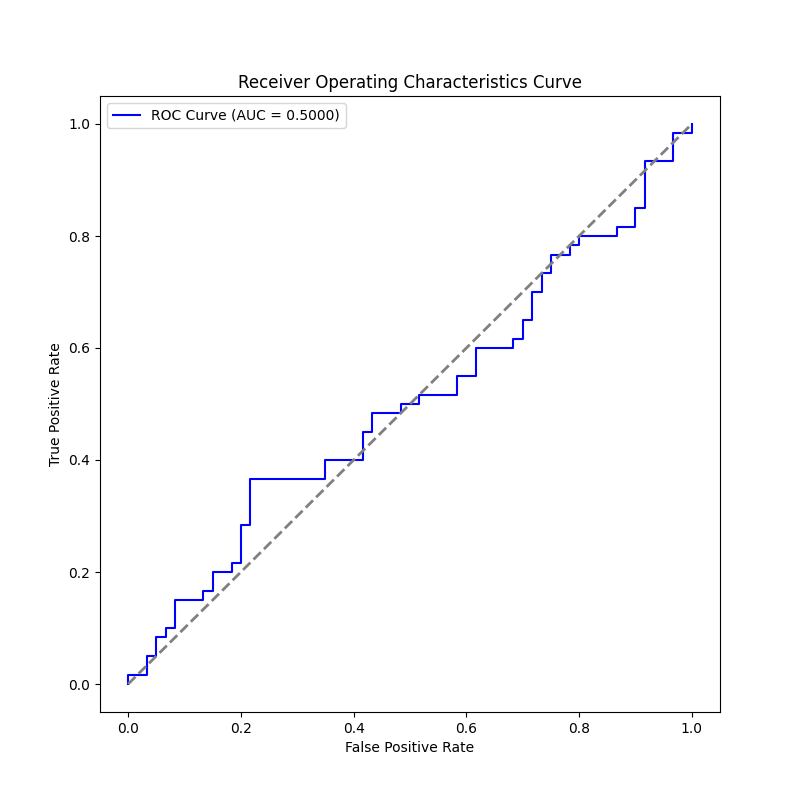 Receiver Operating Characteristics Curve
ROC Curve (AUC = 0.5000)
1.0
0.8
0.6
0.4
0.2
0.0
True Positive Rate
0.0 0.2 0.4 0.6 0.8 1.0
False Positive Rate